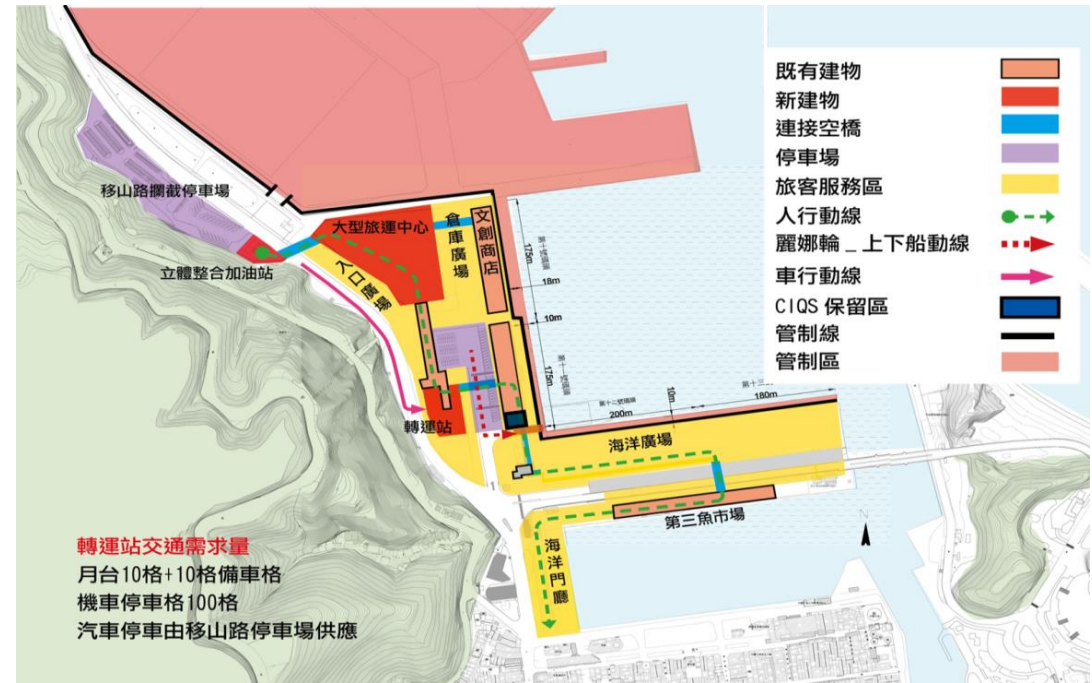 既有建物
新建物
連接空橋
停車場
旅客服務區
人行動線
麗娜輪_上下船動線
車行動線
CIQS 保留區
管制線
管制區
移山路攔截停車場
立體整合加油站
大型旅運中心
入口廣場
倉庫廣場
文創商店
175m
18m
10m
175m
轉運站
200m
10m
180m
海洋廣場
第三魚市場
海洋門廳
轉運站交通需求量
月台10格+10格備車格
機車停車格100格
汽車停車由移山路停車場供應